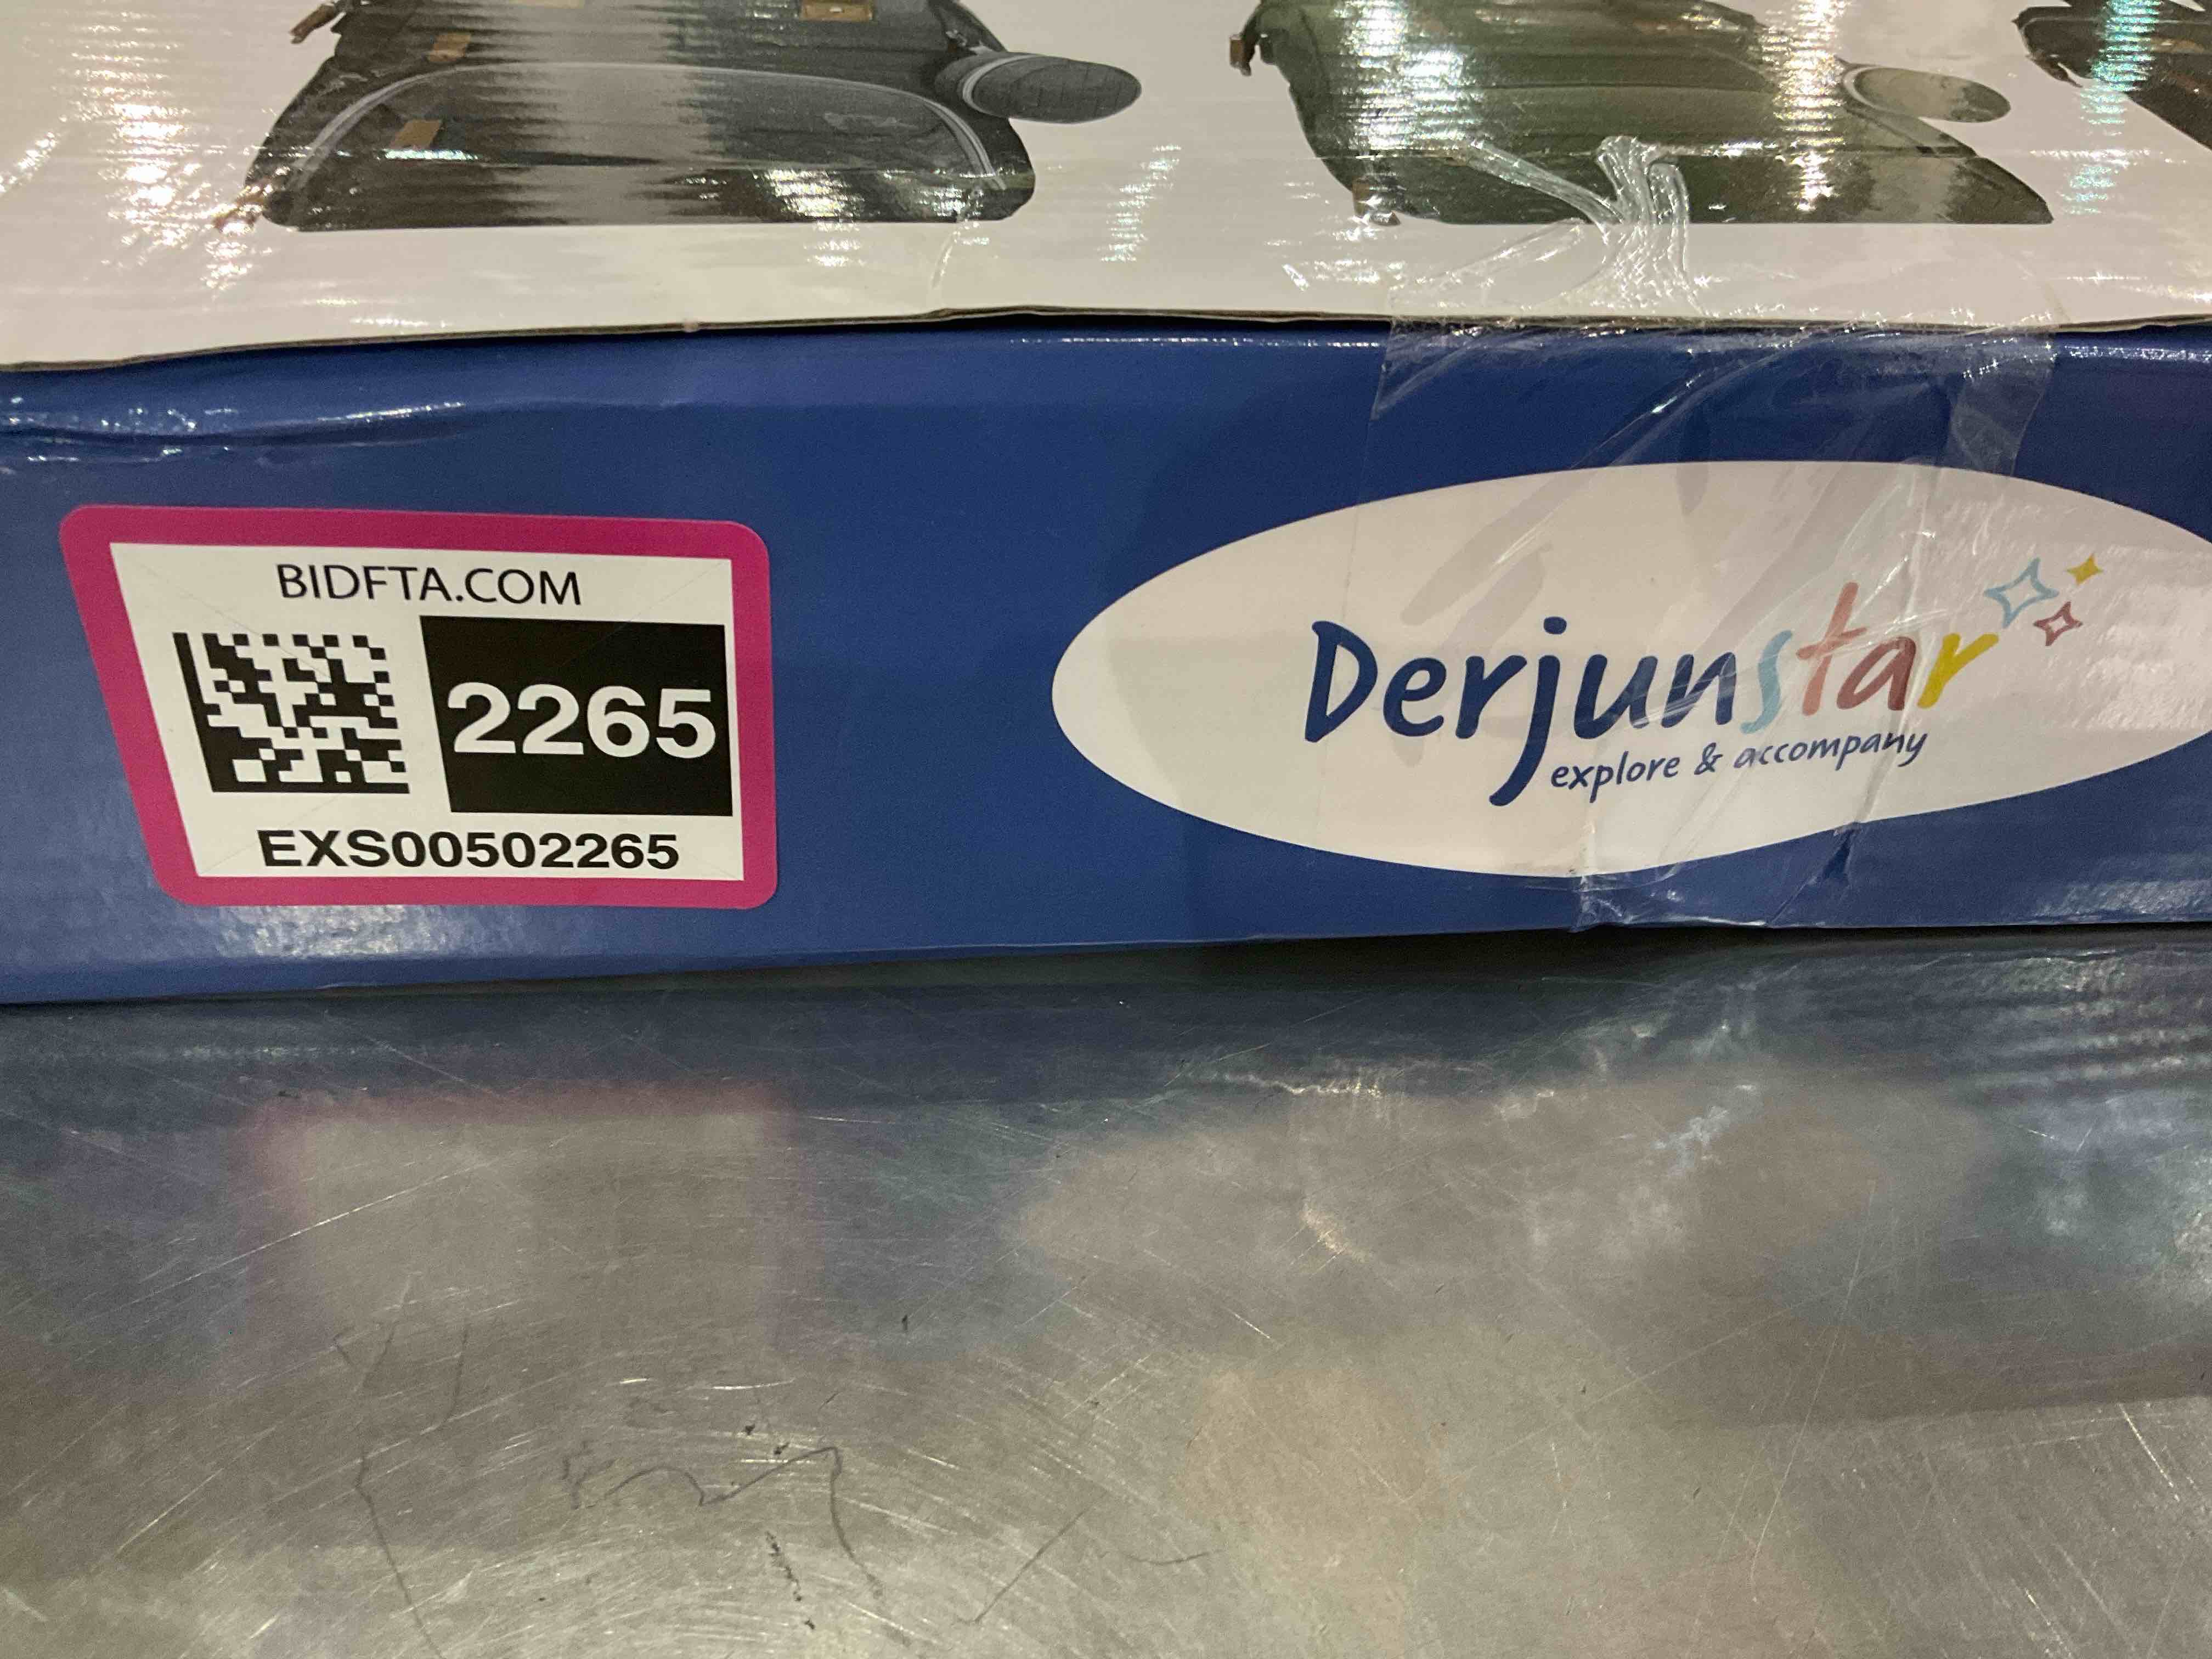 BIDFTA.COM
2265
EXS00502265
Derjunstar
explore & accompany